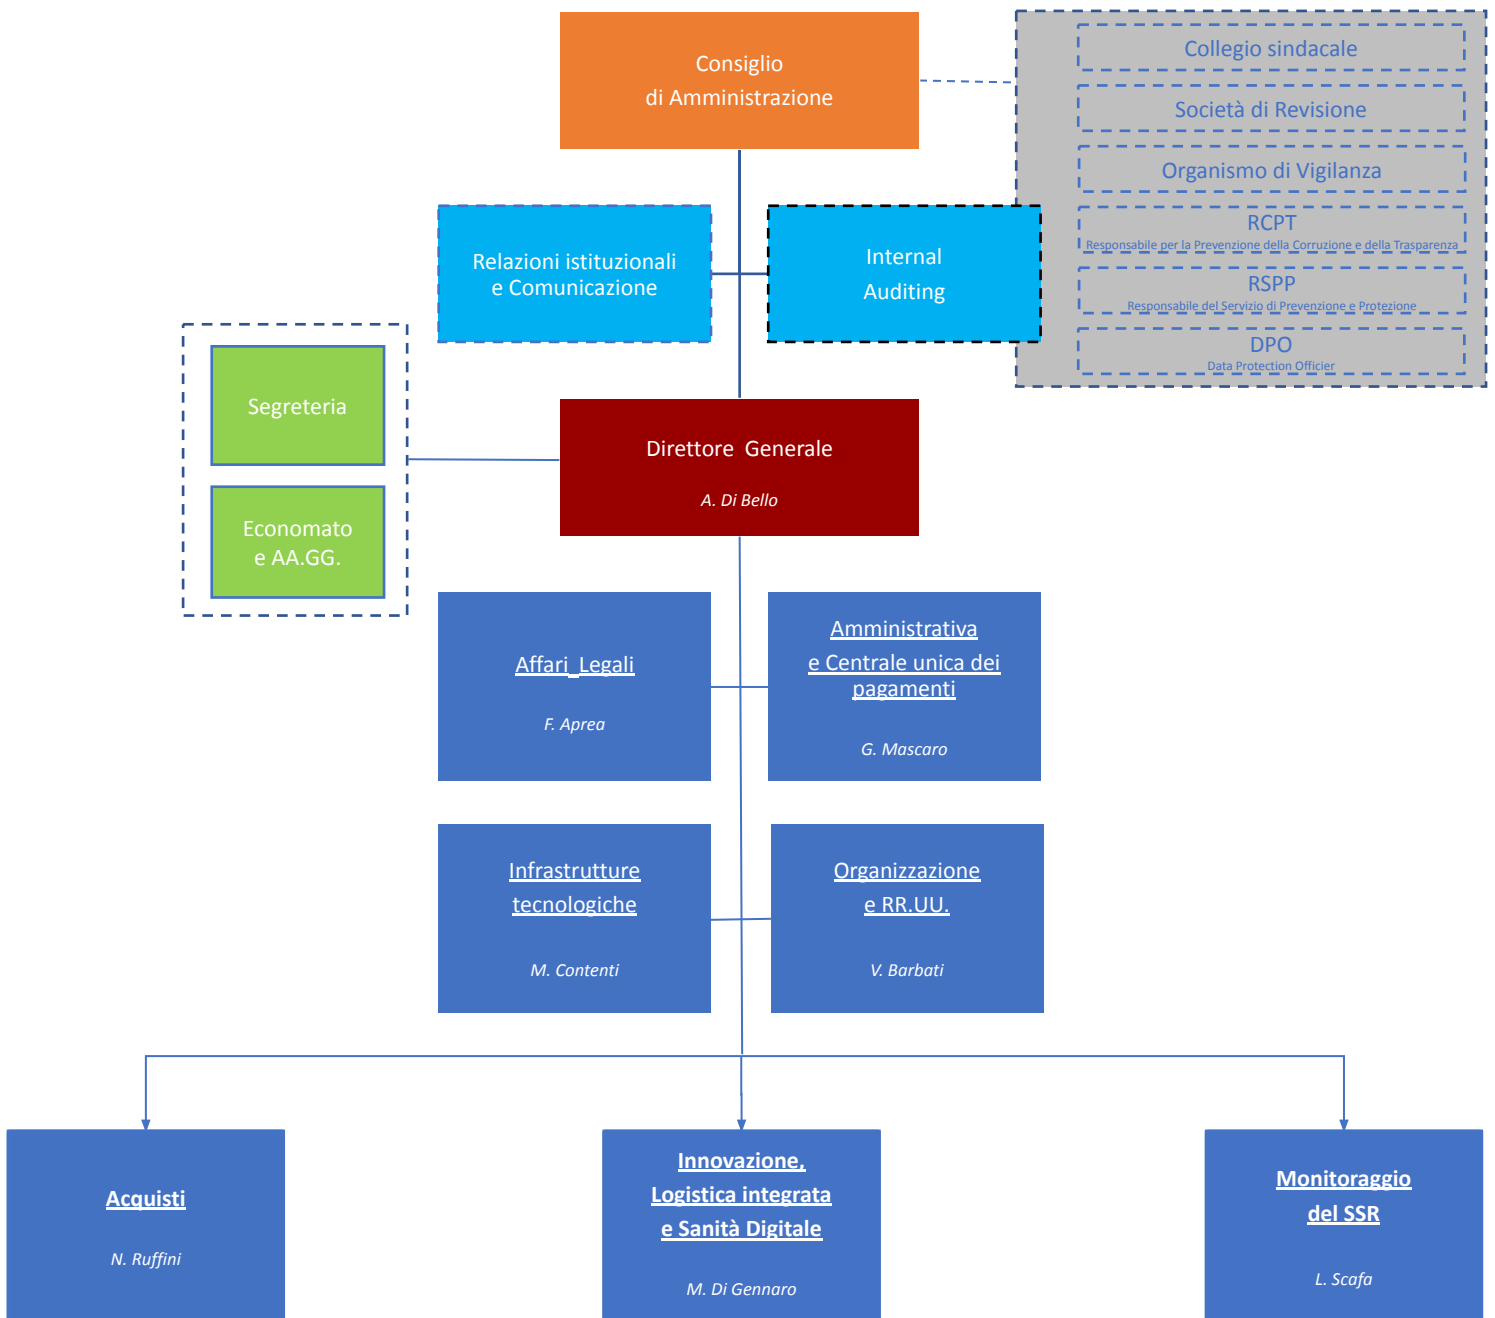 Consiglio
di Amministrazione
Collegio sindacale
Società di Revisione
Organismo di Vigilanza
RCPT
Responsabile per la Prevenzione della Corruzione e della Trasparenza
RSPP
Responsabile del Servizio di Prevenzione e Protezione
DPO
Data Protection Officier
Relazioni istituzionali
e Comunicazione
Internal
Auditing
Segreteria
Economato
e AA.GG.
Direttore Generale
A. Di Bello
Affari_Legali
F. Aprea
Amministrativa
e Centrale unica dei
pagamenti
G. Mascaro
Infrastrutture
tecnologiche
M. Contenti
Organizzazione
e RR.UU.
V. Barbati
Acquisti
N. Ruffini
Innovazione,
Logistica integrata
e Sanità Digitale
M. Di Gennaro
Monitoraggio
del SSR
L. Scafa